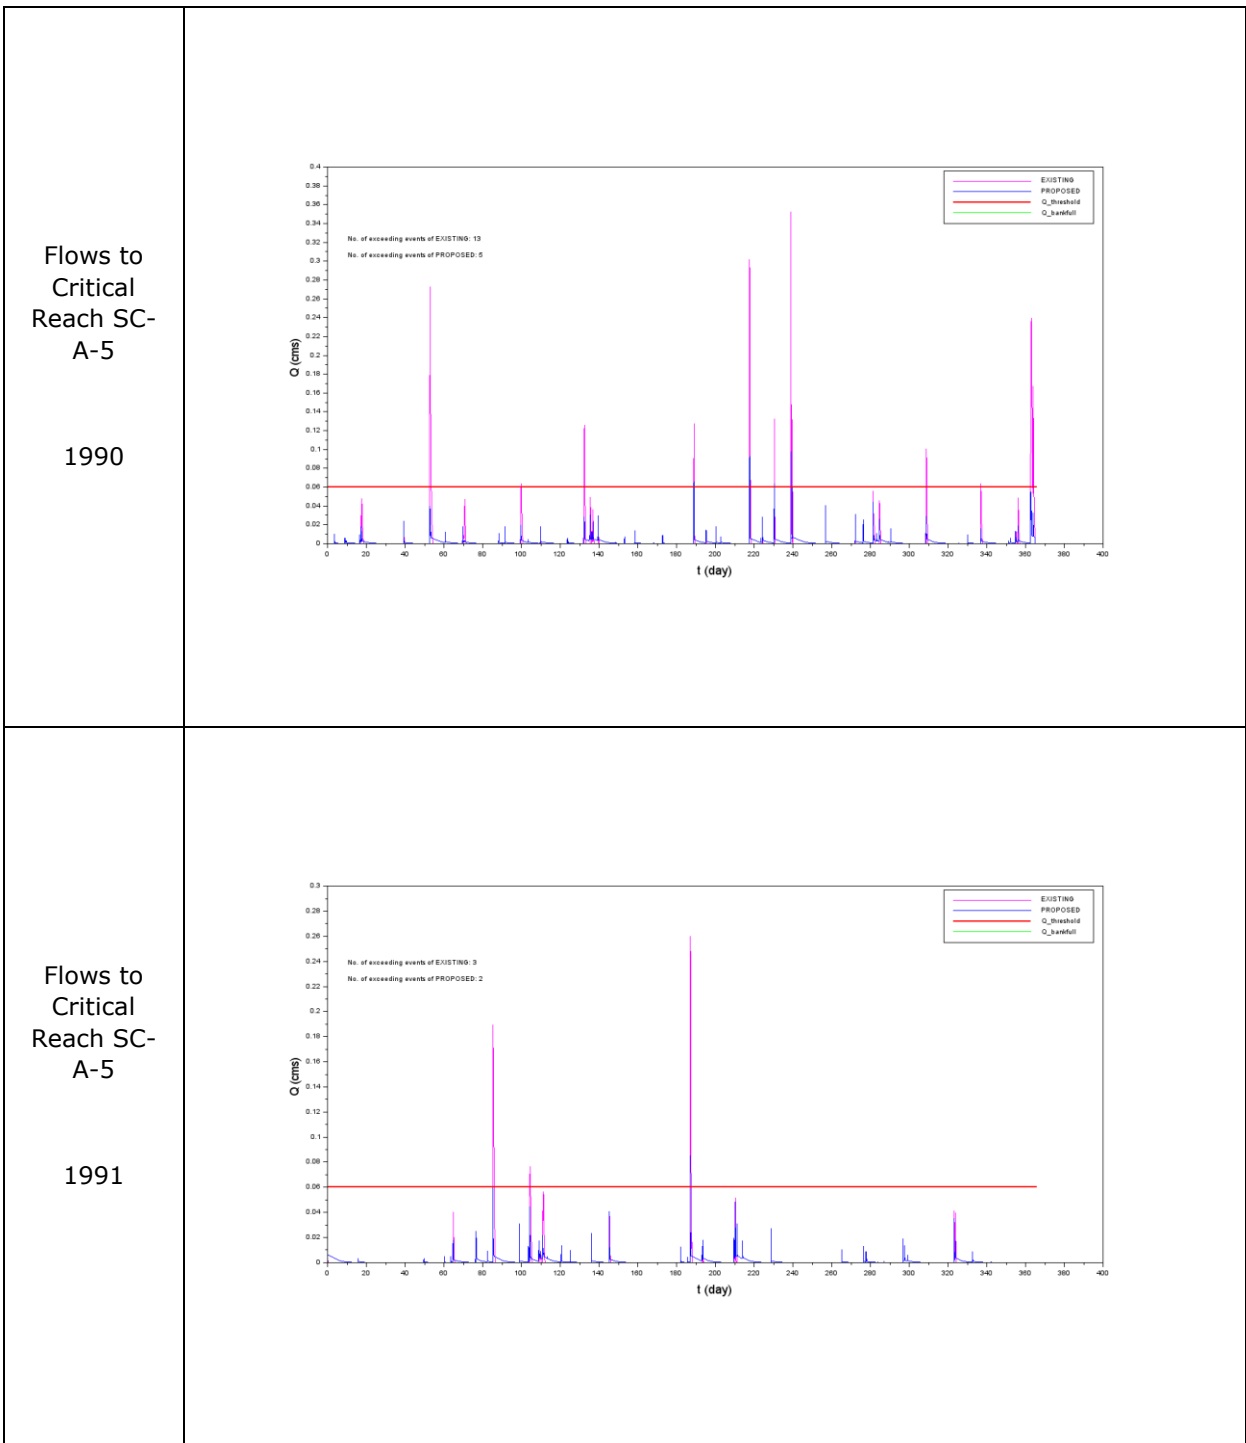 Flows to
Critical
Reach SC-
A-5
1990
0.4
0.38
0.36
0.34
0.32
0.3
0.28
0.26
0.24
0.22
0.2
0.18
0.16
0.14
0.12
0.1
0.08
0.06
0.04
0.02
0
Q (cms)
No. of exceeding events of EXISTING: 13
No. of exceeding events of PROPOSED: 5
EXISTING
PROPOSED
Q_threshold
Q_bankfull
0 20 40 60 80 100 120 140 160 180 200 220 240 260 280 300 320 340 360 380 400
t (day)
Flows to
Critical
Reach SC-
A-5
1991
0.3
0.28
0.26
0.24
0.22
0.2
0.18
0.16
0.14
0.12
0.1
0.08
0.06
0.04
0.02
0
Q (cms)
No. of exceeding events of EXISTING: 3
No. of exceeding events of PROPOSED: 2
EXISTING
PROPOSED
Q_threshold
Q_bankfull
0 20 40 60 80 100 120 140 160 180 200 220 240 260 280 300 320 340 360 380 400
t (day)